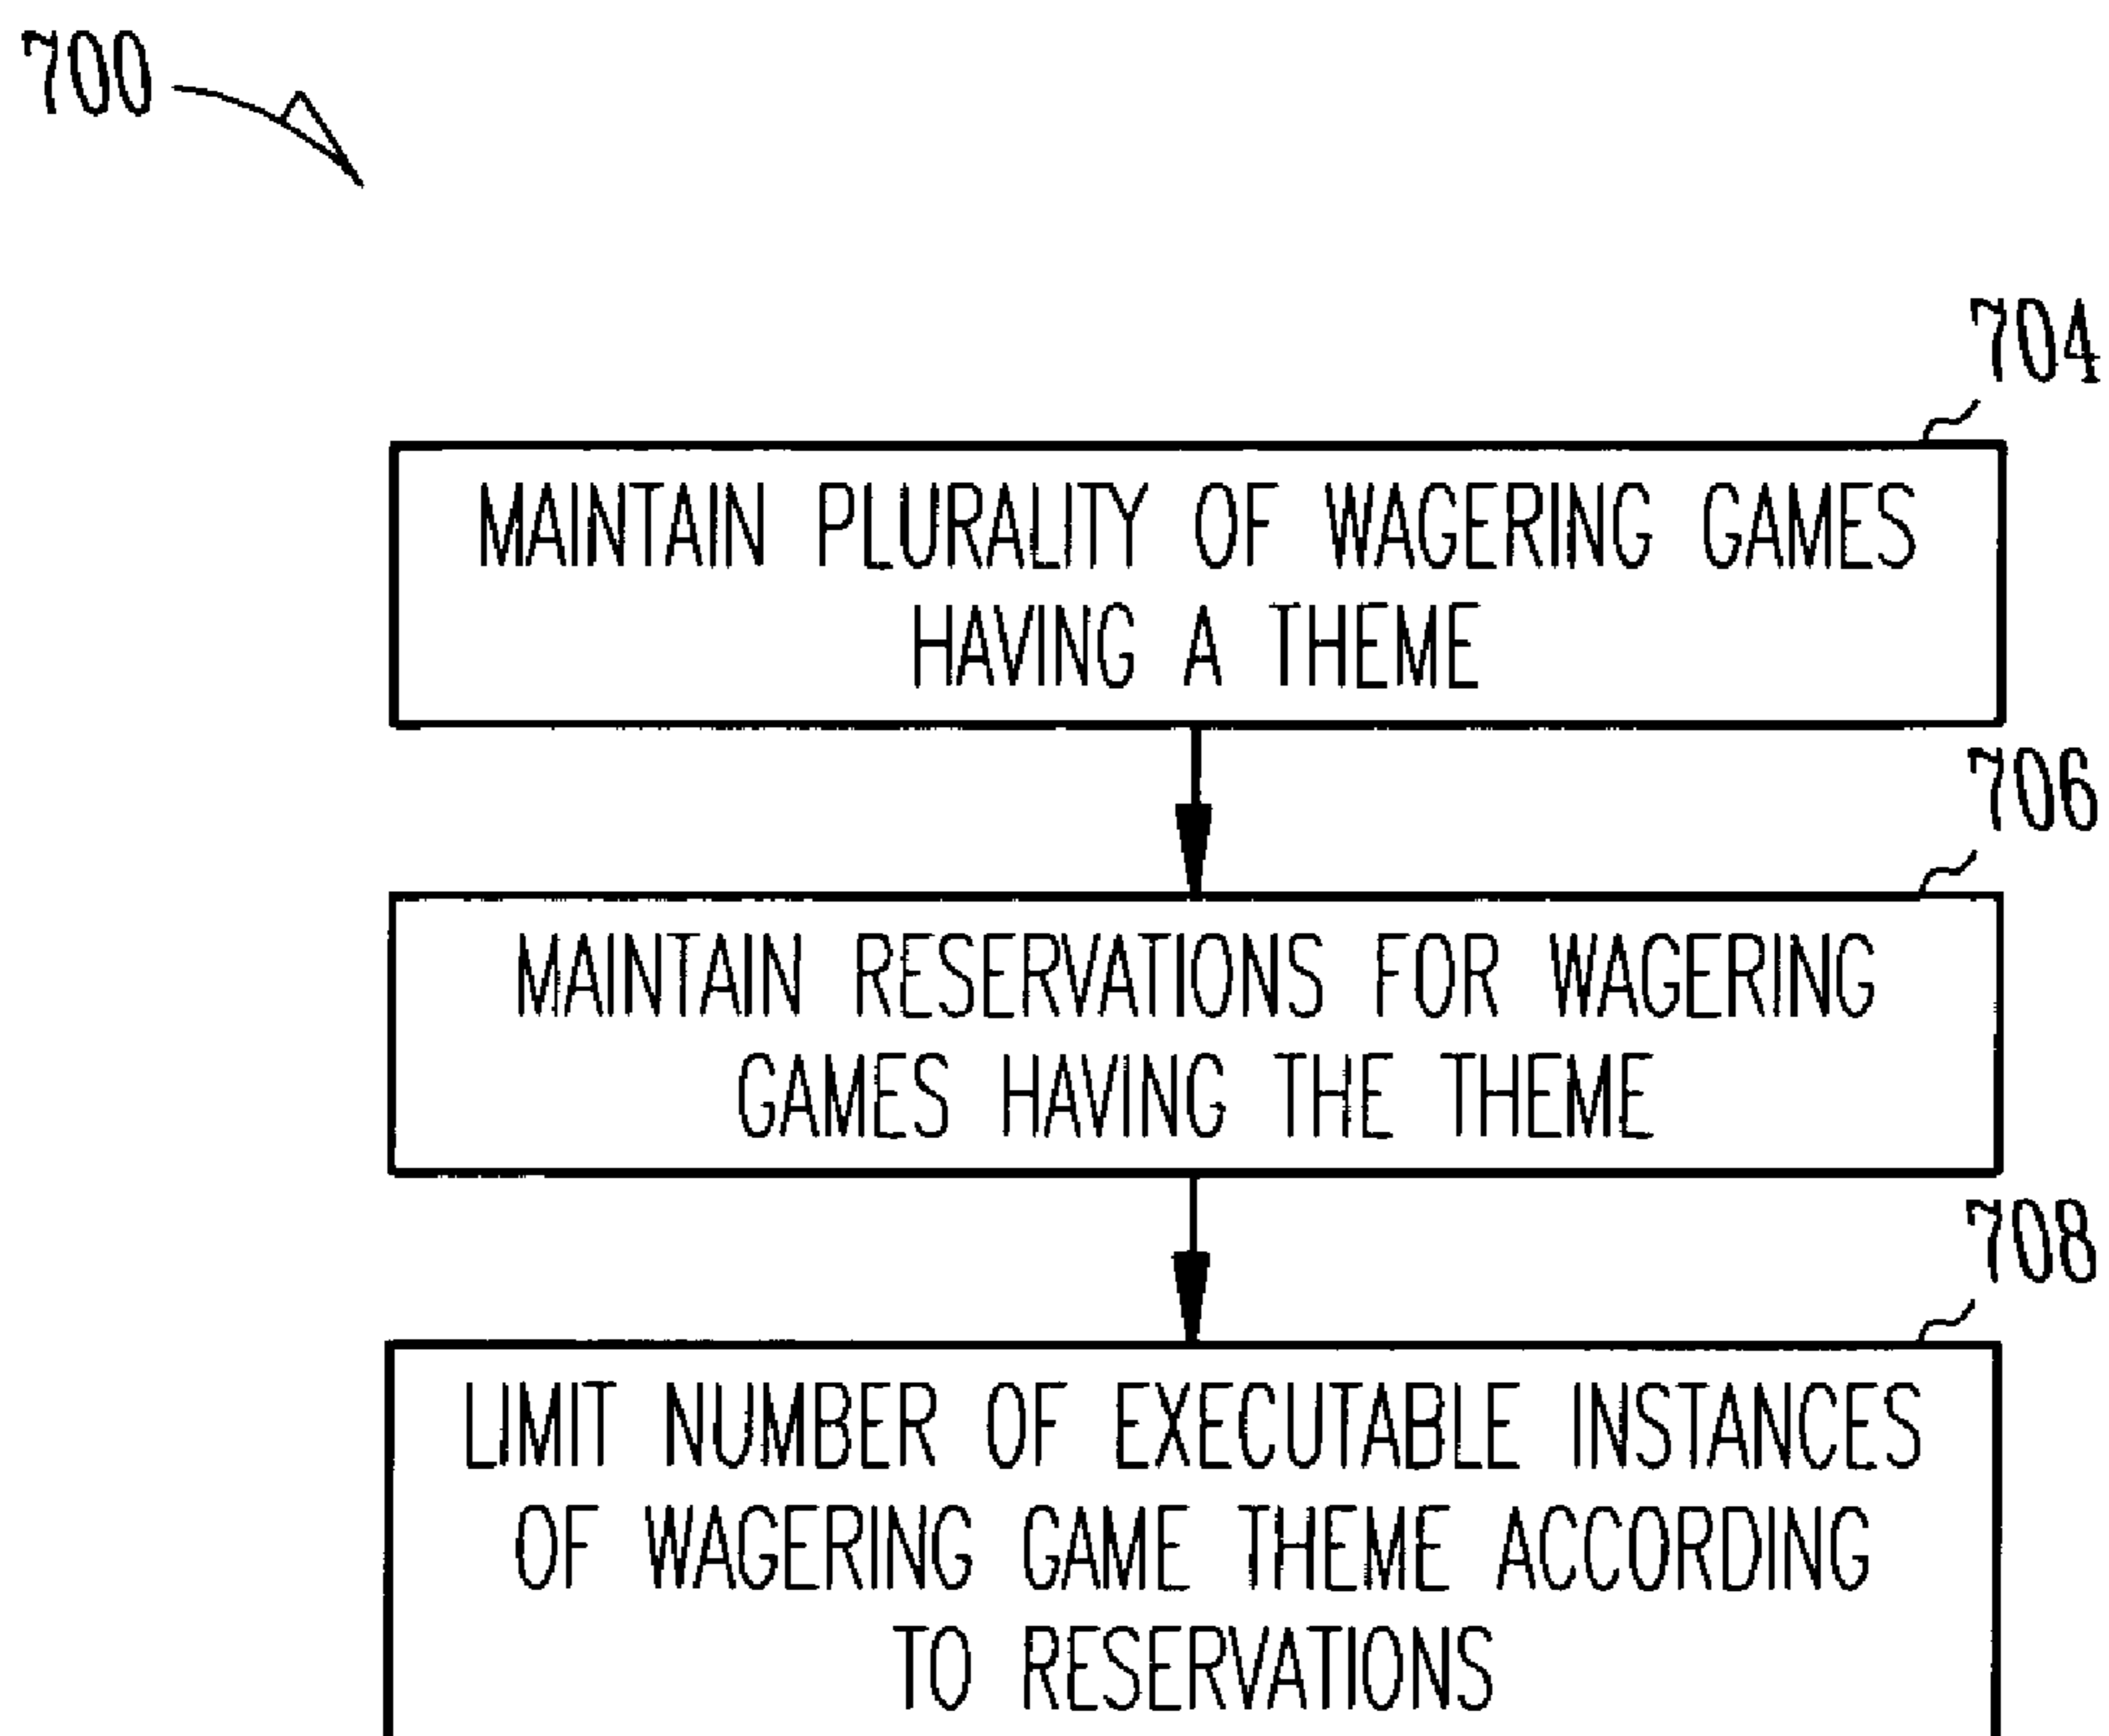 700
704
MAINTAIN PLURALITY OF WAGERING GAMES
HAVING A THEME
706
MAINTAIN RESERVATIONS FOR WAGERING
GAMES HAVING THE THEME
708
LIMIT NUMBER OF EXECUTABLE INSTANCES
OF WAGERING GAME THEME ACCORDING
TO RESERVATIONS